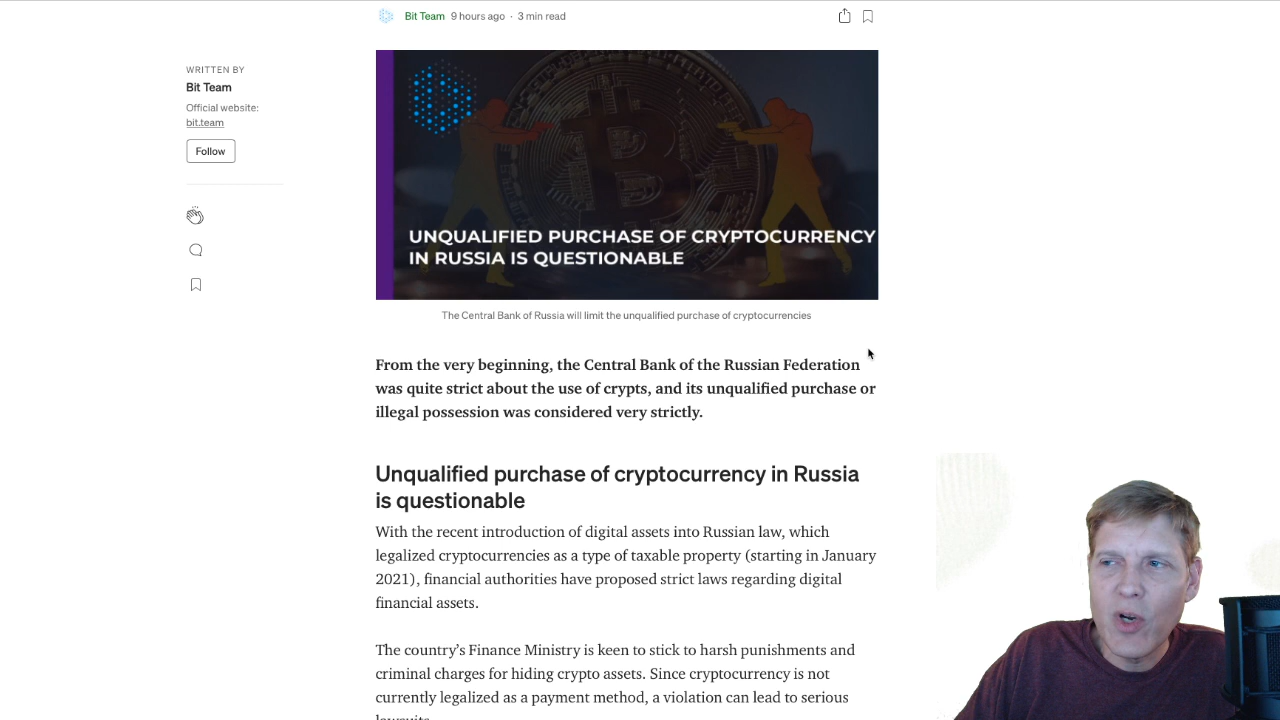 Bit Team 9 hours ago · 3 min read
WRITTEN BY
Bit Team
Official website:
bit.team
Follow
UNQUALIFIED PURCHASE OF CRYPTOCURRENCY
IN RUSSIA IS QUESTIONABLE
The Central Bank of Russia will limit the unqualified purchase of cryptocurrencies
From the very beginning, the Central Bank of the Russian Federation
was quite strict about the use of crypts, and its unqualified purchase or
illegal possession was considered very strictly.
Unqualified purchase of cryptocurrency in Russia
is questionable
With the recent introduction of digital assets into Russian law, which
legalized cryptocurrencies as a type of taxable property (starting in January
2021), financial authorities have proposed strict laws regarding digital
financial assets.
The country’s Finance Ministry is keen to stick to harsh punishments and
criminal charges for hiding crypto assets. Since cryptocurrency is not
currently legalized as a payment method, a violation can lead to serious